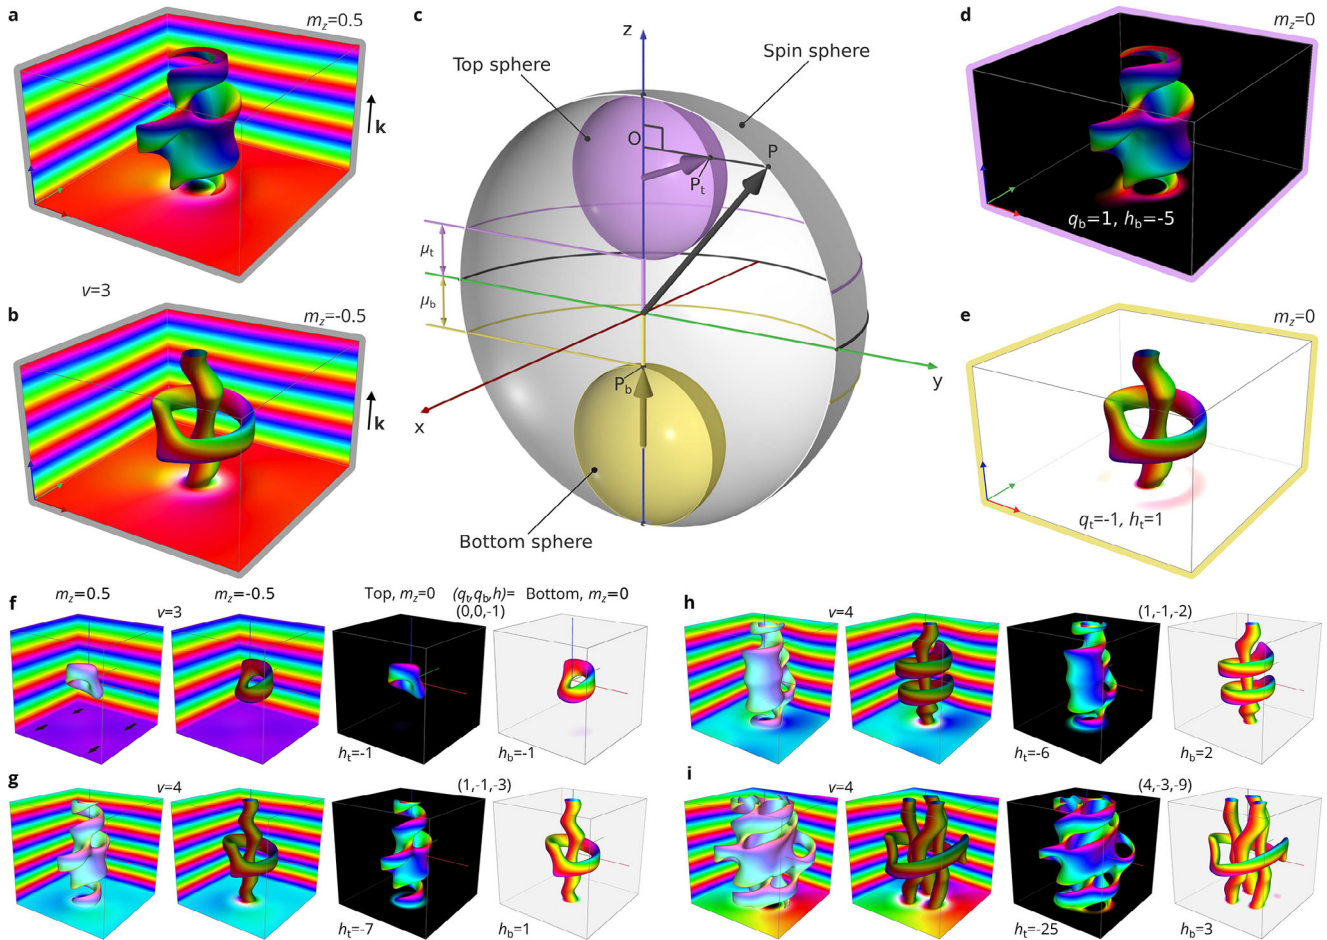 a
m_z=0.5
k
ν=3
b
m_z=-0.5
k
c
z
Top sphere
Spin sphere
O
P
P_t
μ_t
μ_b
P_b
x
y
Bottom sphere
d
m_z=0
q_b=1, h_b=-5
e
m_z=0
q_t=-1, h_t=1
f
m_z=0.5
m_z=-0.5
Top, m_z=0
(q_t,q_b,h)=
Bottom, m_z=0
ν=3
(0,0,-1)
h_t=-1
h_b=-1
g
ν=4
(1,-1,-3)
h_t=-7
h_b=1
h
ν=4
(1,-1,-2)
h_t=-6
h_b=2
i
ν=4
(4,-3,-9)
h_t=-25
h_b=3